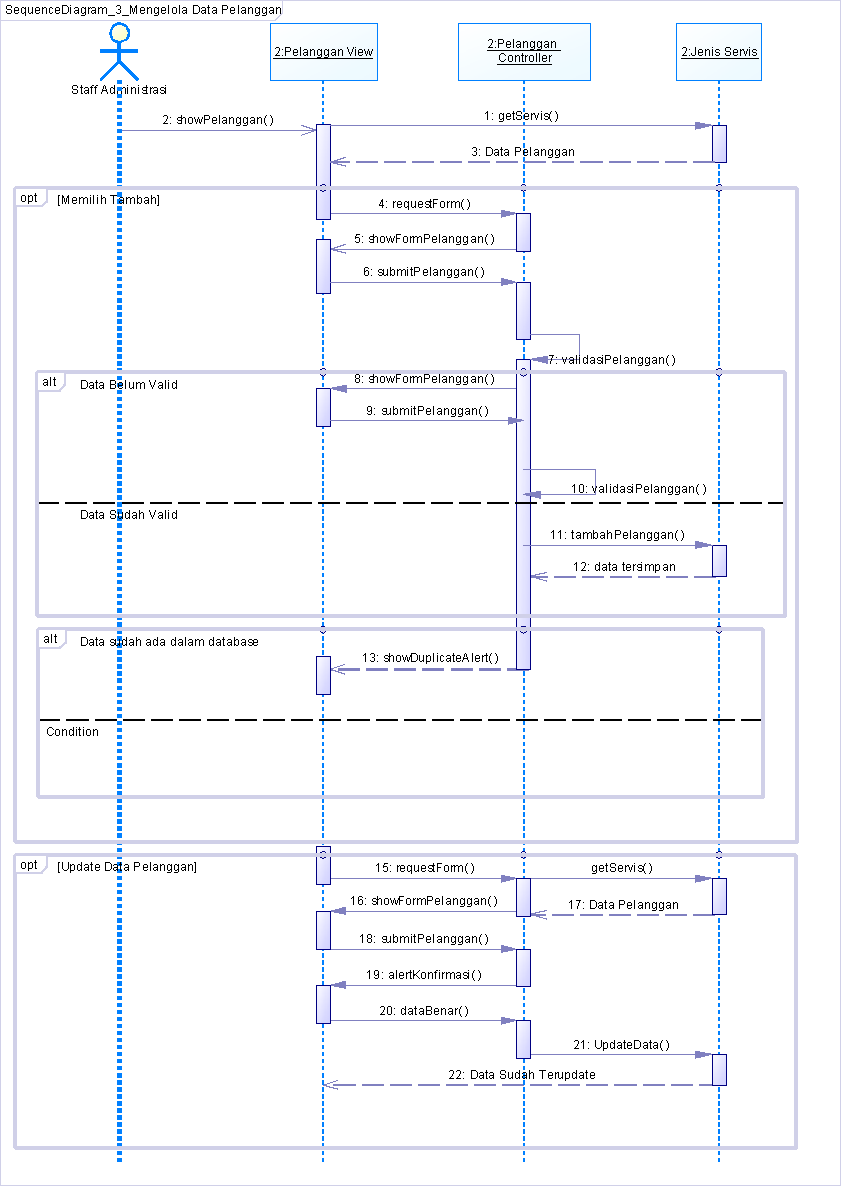 SequenceDiagram_3_Mengelola Data Pelanggan
Staff Administrasi
2:Pelanggan View
2:Pelanggan
Controller
2:Jenis Servis
1: getServis()
2: showPelanggan()
3: Data Pelanggan
opt
[Memilih Tambah]
4: requestForm()
5: showFormPelanggan()
6: submitPelanggan()
7: validasiPelanggan()
alt
Data Belum Valid
8: showFormPelanggan()
9: submitPelanggan()
10: validasiPelanggan()
Data Sudah Valid
11: tambahPelanggan()
12: data tersimpan
alt
Data sudah ada dalam database
13: showDuplicateAlert()
Condition
opt
[Update Data Pelanggan]
15: requestForm()
getServis()
16: showFormPelanggan()
17: Data Pelanggan
18: submitPelanggan()
19: alertKonfirmasi()
20: dataBenar()
21: UpdateData()
22: Data Sudah Terupdate